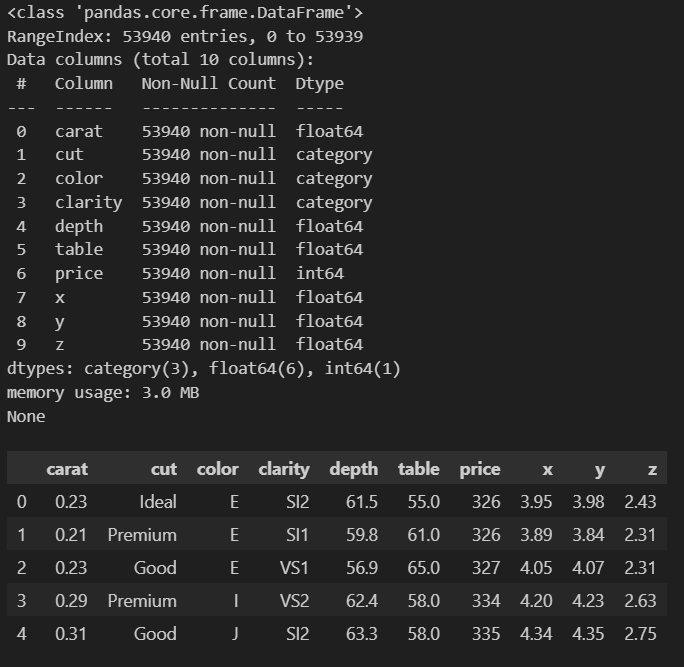 <class 'pandas.core.frame.DataFrame'>
RangeIndex: 53940 entries, 0 to 53939
Data columns (total 10 columns):
 #   Column   Non-Null Count  Dtype
---  ------   --------------  -----
 0   carat    53940 non-null  float64
 1   cut      53940 non-null  category
 2   color    53940 non-null  category
 3   clarity  53940 non-null  category
 4   depth    53940 non-null  float64
 5   table    53940 non-null  float64
 6   price    53940 non-null  int64
 7   x        53940 non-null  float64
 8   y        53940 non-null  float64
 9   z        53940 non-null  float64
dtypes: category(3), float64(6), int64(1)
memory usage: 3.0 MB
None
carat cut color clarity depth table price x y z
0 0.23 Ideal E SI2 61.5 55.0 326 3.95 3.98 2.43
1 0.21 Premium E SI1 59.8 61.0 326 3.89 3.84 2.31
2 0.23 Good E VS1 56.9 65.0 327 4.05 4.07 2.31
3 0.29 Premium I VS2 62.4 58.0 334 4.20 4.23 2.63
4 0.31 Good J SI2 63.3 58.0 335 4.34 4.35 2.75